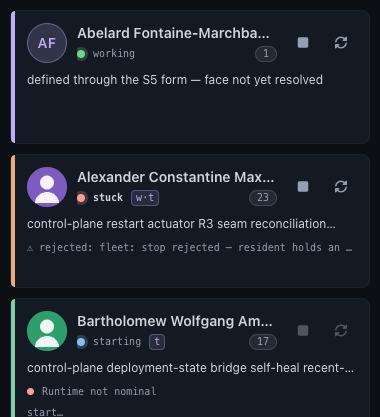 AF
Abelard Fontaine-Marchba...
working
1
defined through the S5 form — face not yet resolved
Alexander Constantine Max...
stuck w·t
23
control-plane restart actuator R3 seam reconciliation...
⚠ rejected: fleet: stop rejected — resident holds an …
Bartholomew Wolfgang Am...
starting t
17
control-plane deployment-state bridge self-heal recent-...
Runtime not nominal
start…